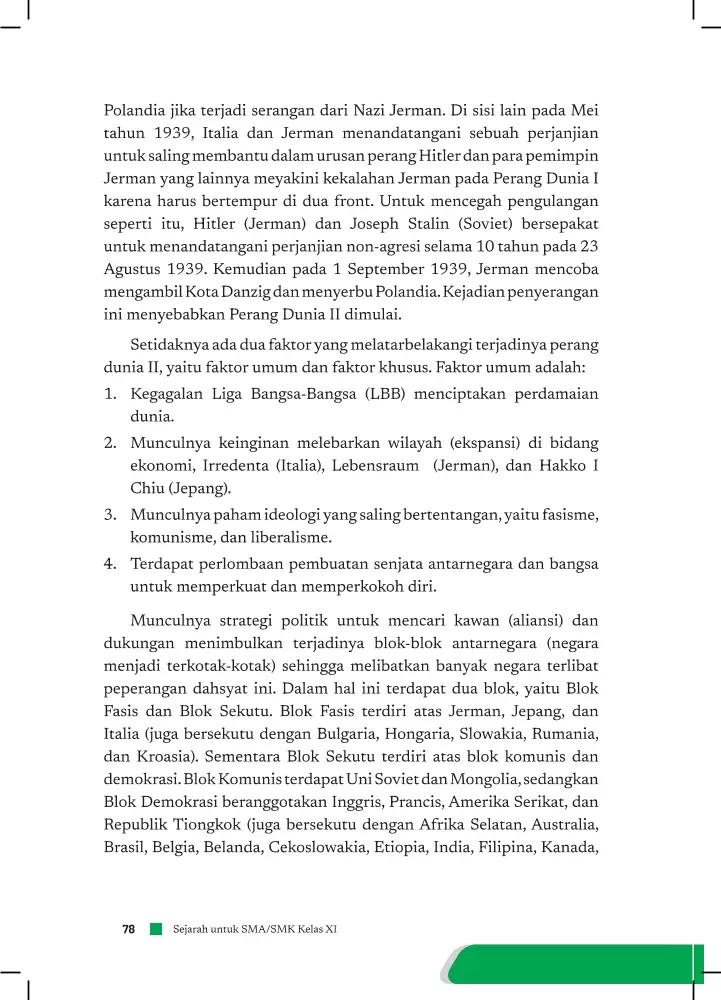 Polandia jika terjadi serangan dari Nazi Jerman. Di sisi lain pada Mei
tahun 1939, Italia dan Jerman menandatangani sebuah perjanjian
untuk saling membantu dalam urusan perang Hitler dan para pemimpin
Jerman yang lainnya meyakini kekalahan Jerman pada Perang Dunia I
karena harus bertempur di dua front. Untuk mencegah pengulangan
seperti itu, Hitler (Jerman) dan Joseph Stalin (Soviet) bersepakat
untuk menandatangani perjanjian non-agresi selama 10 tahun pada 23
Agustus 1939. Kemudian pada 1 September 1939, Jerman mencoba
mengambil Kota Danzig dan menyerbu Polandia. Kejadian penyerangan
ini menyebabkan Perang Dunia II dimulai.
Setidaknya ada dua faktor yang melatarbelakangi terjadinya perang
dunia II, yaitu faktor umum dan faktor khusus. Faktor umum adalah:
1. Kegagalan Liga Bangsa-Bangsa (LBB) menciptakan perdamaian
dunia.
2. Munculnya keinginan melebarkan wilayah (ekspansi) di bidang
ekonomi, Irredenta (Italia), Lebensraum (Jerman), dan Hakko I
Chiu (Jepang).
3. Munculnya paham ideologi yang saling bertentangan, yaitu fasisme,
komunisme, dan liberalisme.
4. Terdapat perlombaan pembuatan senjata antarnegara dan bangsa
untuk memperkuat dan memperkokoh diri.
Munculnya strategi politik untuk mencari kawan (aliansi) dan
dukungan menimbulkan terjadinya blok-blok antarnegara (negara
menjadi terkotak-kotak) sehingga melibatkan banyak negara terlibat
peperangan dahsyat ini. Dalam hal ini terdapat dua blok, yaitu Blok
Fasis dan Blok Sekutu. Blok Fasis terdiri atas Jerman, Jepang, dan
Italia (juga bersekutu dengan Bulgaria, Hongaria, Slowakia, Rumania,
dan Kroasia). Sementara Blok Sekutu terdiri atas blok komunis dan
demokrasi. Blok Komunis terdapat Uni Soviet dan Mongolia, sedangkan
Blok Demokrasi beranggotakan Inggris, Prancis, Amerika Serikat, dan
Republik Tiongkok (juga bersekutu dengan Afrika Selatan, Australia,
Brasil, Belgia, Belanda, Cekoslowakia, Etiopia, India, Filipina, Kanada,
78 Sejarah untuk SMA/SMK Kelas XI